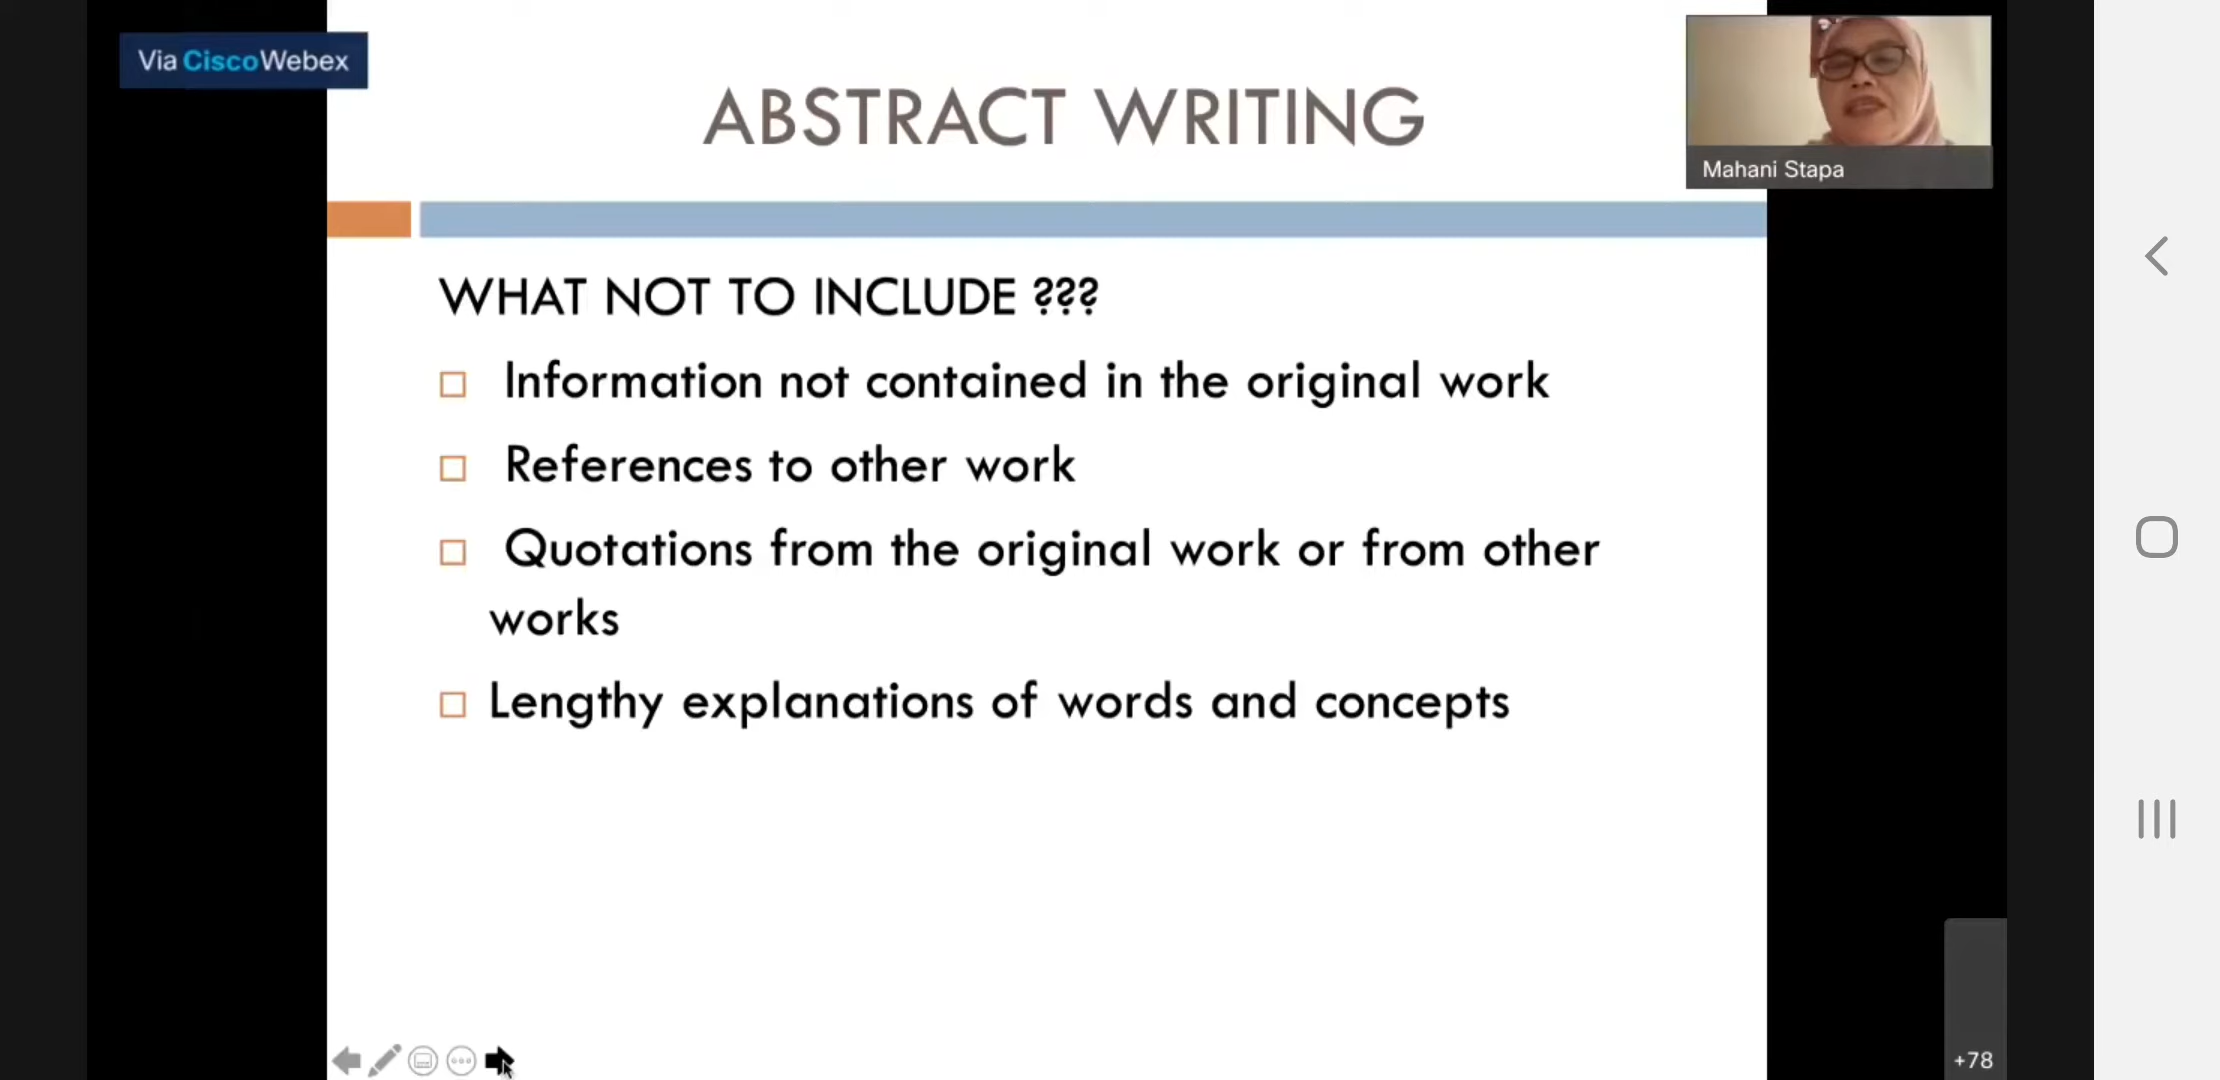 Via CiscoWebex
ABSTRACT WRITING
Mahani Stapa
WHAT NOT TO INCLUDE ???
Information not contained in the original work
References to other work
Quotations from the original work or from other
works
Lengthy explanations of words and concepts
+78